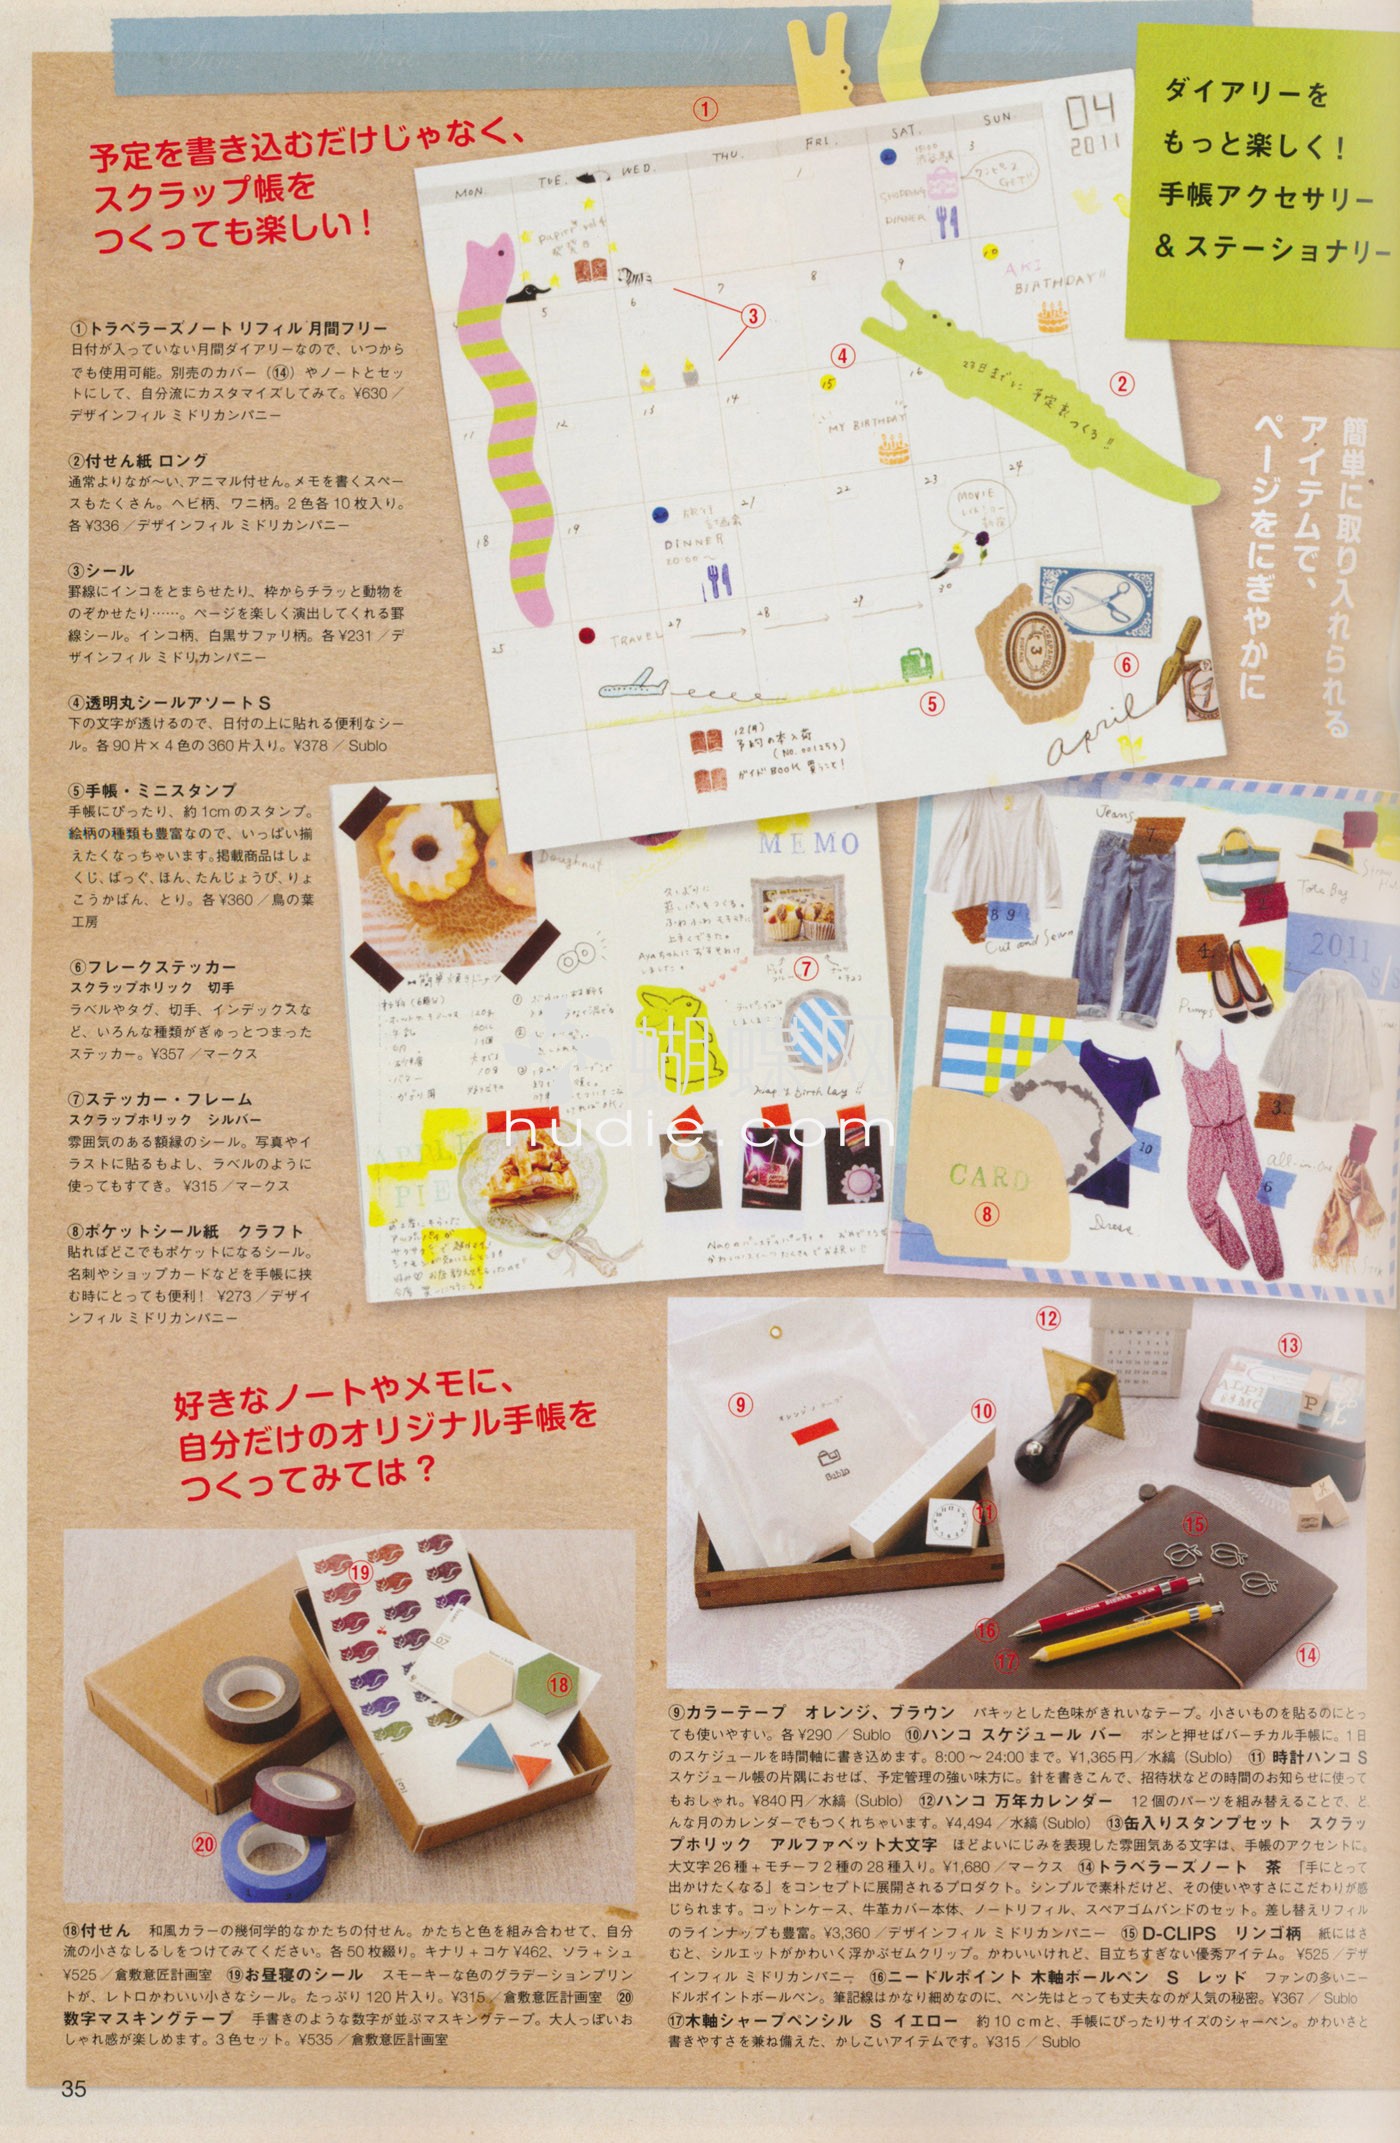 予定を書き込むだけじゃなく、
スクラップ帳を
つくっても楽しい！
ダイアリーを
もっと楽しく！
手帳アクセサリー
& ステーショナリー
簡単に取り入れられる
アイテムで、
ページをにぎやかに
①トラベラーズノート リフィル 月間フリー
日付が入っていない月間ダイアリーなので、いつから
でも使用可能。別売のカバー（⑭）やノートとセッ
トにして、自分流にカスタマイズしてみて。¥630／
デザインフィル ミドリカンパニー
②付せん紙 ロング
通常よりなが〜い、アニマル付せん。メモを書くスペー
スもたくさん。ヘビ柄、ワニ柄。2色各10枚入り。
各¥336／デザインフィル ミドリカンパニー
③シール
罫線にインコをとまらせたり、枠からチラッと動物を
のぞかせたり……。ページを楽しく演出してくれる罫
線シール。インコ柄、白黒サファリ柄。各¥231／デ
ザインフィル ミドリカンパニー
④透明丸シールアソートS
下の文字が透けるので、日付の上に貼れる便利なシー
ル。各90片×4色の360片入り。¥378／Sublo
⑤手帳・ミニスタンプ
手帳にぴったり、約1cmのスタンプ。
絵柄の種類も豊富なので、いっぱい揃
えたくなっちゃいます。掲載商品はしょ
くじ、ばっぐ、ほん、たんじょうび、りょ
こうかばん、とり。各¥360／鳥の葉
工房
⑥フレークステッカー
スクラップホリック　切手
ラベルやタグ、切手、インデックスな
ど、いろんな種類がぎゅっとつまった
ステッカー。¥357／マークス
⑦ステッカー・フレーム
スクラップホリック　シルバー
雰囲気のある額縁のシール。写真やイ
ラストに貼るもよし、ラベルのように
使ってもすてき。¥315／マークス
⑧ポケットシール紙　クラフト
貼ればどこでもポケットになるシール。
名刺やショップカードなどを手帳に挟
む時にとっても便利！ ¥273／デザイ
ンフィル ミドリカンパニー
①
②
③
④
⑤
⑥
⑦
⑧
04
2011
MON.
TUE.
WED.
THU.
FRI.
SAT.
SUN.
SHOPPING
DINNER
GET!!
AKI
BIRTHDAY!!
MY BIRTHDAY
DINNER
20:00〜
MOVIE
TRAVEL
april
予約の本入荷
(No. 001253)
ガイドBOOK 買うこと！
Doughnut
MEMO
APPLE
PIE
Jeans
Cut and Sewn
Tote Bag
Pumps
2011
CARD
Dress
all-in-one
hudie.com
好きなノートやメモに、
自分だけのオリジナル手帳を
つくってみては？
⑨
⑩
⑪
⑫
⑬
⑭
⑮
⑯
⑰
⑱
⑲
⑳
Sublo
⑨カラーテープ　オレンジ、ブラウン　パキッとした色味がきれいなテープ。小さいものを貼るのにとっ
ても使いやすい。各¥290／Sublo ⑩ハンコ スケジュール バー　ポンと押せばバーチカル手帳に。1日
のスケジュールを時間軸に書き込めます。8:00〜24:00まで。¥1,365円／水縞（Sublo） ⑪ 時計ハンコ S
スケジュール帳の片隅におせば、予定管理の強い味方に。針を書きこんで、招待状などの時間のお知らせに使って
もおしゃれ。¥840円／水縞（Sublo） ⑫ハンコ 万年カレンダー　12個のパーツを組み替えることで、ど
んな月のカレンダーでもつくれちゃいます。¥4,494／水縞（Sublo） ⑬缶入りスタンプセット　スクラッ
プホリック　アルファベット大文字　ほどよいにじみを表現した雰囲気ある文字は、手帳のアクセントに。
大文字26種＋モチーフ2種の28種入り。¥1,680／マークス ⑭トラベラーズノート　茶　「手にとって
出かけたくなる」をコンセプトに展開されるプロダクト。シンプルで素朴だけど、その使いやすさにこだわりが感
じられます。コットンケース、牛革カバー本体、ノートリフィル、スペアゴムバンドのセット。差し替えリフィル
のラインナップも豊富。¥3,360／デザインフィル ミドリカンパニー ⑮ D-CLIPS　リンゴ柄　紙にはさ
むと、シルエットがかわいく浮かぶゼムクリップ。かわいいけれど、目立ちすぎない優秀アイテム。 ¥525／デザ
インフィル ミドリカンパニー ⑯ニードルポイント 木軸ボールペン　S　レッド　ファンの多いニー
ドルポイントボールペン。筆記線はかなり細めなのに、ペン先はとっても丈夫なのが人気の秘密。¥367／Sublo
⑰木軸シャープペンシル　S イエロー　約10cmと、手帳にぴったりサイズのシャーペン。かわいさと
書きやすさを兼ね備えた、かしこいアイテムです。¥315／Sublo
⑱付せん　和風カラーの幾何学的なかたちの付せん。かたちと色を組み合わせて、自分
流の小さなしるしをつけてみてください。各50枚綴り。キナリ＋コケ¥462、ソラ＋シュ
¥525／倉敷意匠計画室 ⑲お昼寝のシール　スモーキーな色のグラデーションプリン
トが、レトロかわいい小さなシール。たっぷり120片入り。¥315／倉敷意匠計画室 ⑳
数字マスキングテープ　手書きのような数字が並ぶマスキングテープ。大人っぽいお
しゃれ感が楽しめます。3色セット。¥535／倉敷意匠計画室
35